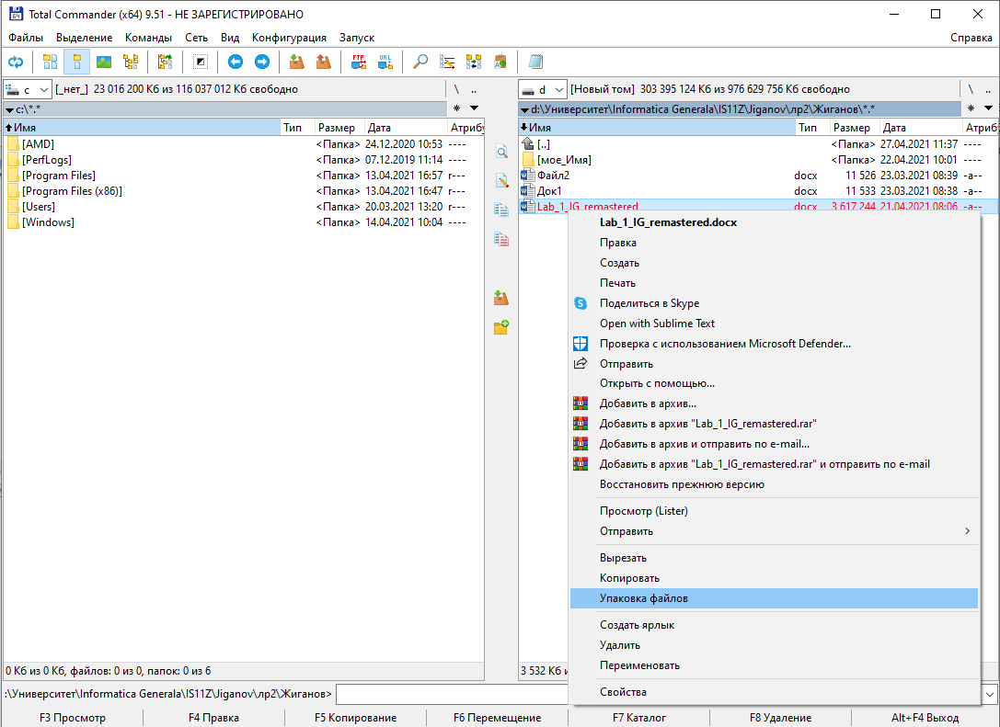 Total Commander (x64) 9.51 - НЕ ЗАРЕГИСТРИРОВАНО
Файлы Выделение Команды Сеть Вид Конфигурация Запуск Справка
FTP URL
c [_нет_] 23 016 200 Кб из 116 037 012 Кб свободно \ ..
c:\*.* * ▼
Имя Тип Размер Дата Атрибу
[AMD] <Папка> 24.12.2020 10:53 ----
[PerfLogs] <Папка> 07.12.2019 11:14 ----
[Program Files] <Папка> 13.04.2021 16:57 r---
[Program Files (x86)] <Папка> 13.04.2021 16:47 r---
[Users] <Папка> 20.03.2021 13:20 r---
[Windows] <Папка> 14.04.2021 10:04 ----
0 Кб из 0 Кб, файлов: 0 из 0, папок: 0 из 6
d [Новый том] 303 395 124 Кб из 976 629 756 Кб свободно \ ..
d:\Университет\Informatica Generala\IS11Z\Jiganov\лр2\Жиганов\*.* * ▼
Имя Тип Размер Дата Атрибу
[..] <Папка> 27.04.2021 11:37 ----
[мое_Имя] <Папка> 22.04.2021 10:01 ----
Файл2 docx 11 526 23.03.2021 08:39 -a--
Док1 docx 11 533 23.03.2021 08:38 -a--
Lab_1_IG_remastered docx 3 617 244 21.04.2021 08:06 -a--
3 532 Кб и
Lab_1_IG_remastered.docx
Правка
Создать
Печать
Поделиться в Skype
Open with Sublime Text
Проверка с использованием Microsoft Defender...
Отправить
Открыть с помощью...
Добавить в архив...
Добавить в архив "Lab_1_IG_remastered.rar"
Добавить в архив и отправить по e-mail...
Добавить в архив "Lab_1_IG_remastered.rar" и отправить по e-mail
Восстановить прежнюю версию
Просмотр (Lister)
Отправить
Вырезать
Копировать
Упаковка файлов
Создать ярлык
Удалить
Переименовать
Свойства
:\Университет\Informatica Generala\IS11Z\Jiganov\лр2\Жиганов>
F3 Просмотр F4 Правка F5 Копирование F6 Перемещение F7 Каталог F8 Удаление Alt+F4 Выход